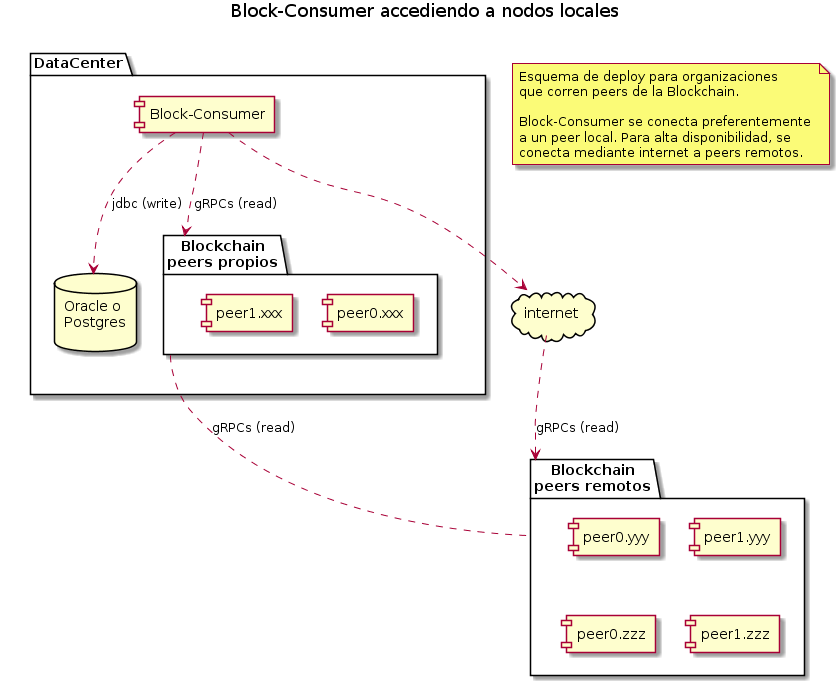 Block-Consumer accediendo a nodos locales
DataCenter
Esquema de deploy para organizaciones
que corren peers de la Blockchain.
Block-Consumer se conecta preferentemente
a un peer local. Para alta disponibilidad, se
conecta mediante internet a peers remotos.
Block-Consumer
jdbc (write)
gRPCs (read)
Blockchain
peers propios
Oracle o
Postgres
peer1.xxx
peer0.xxx
internet
gRPCs (read)
gRPCs (read)
Blockchain
peers remotos
peer0.yyy
peer1.yyy
peer0.zzz
peer1.zzz